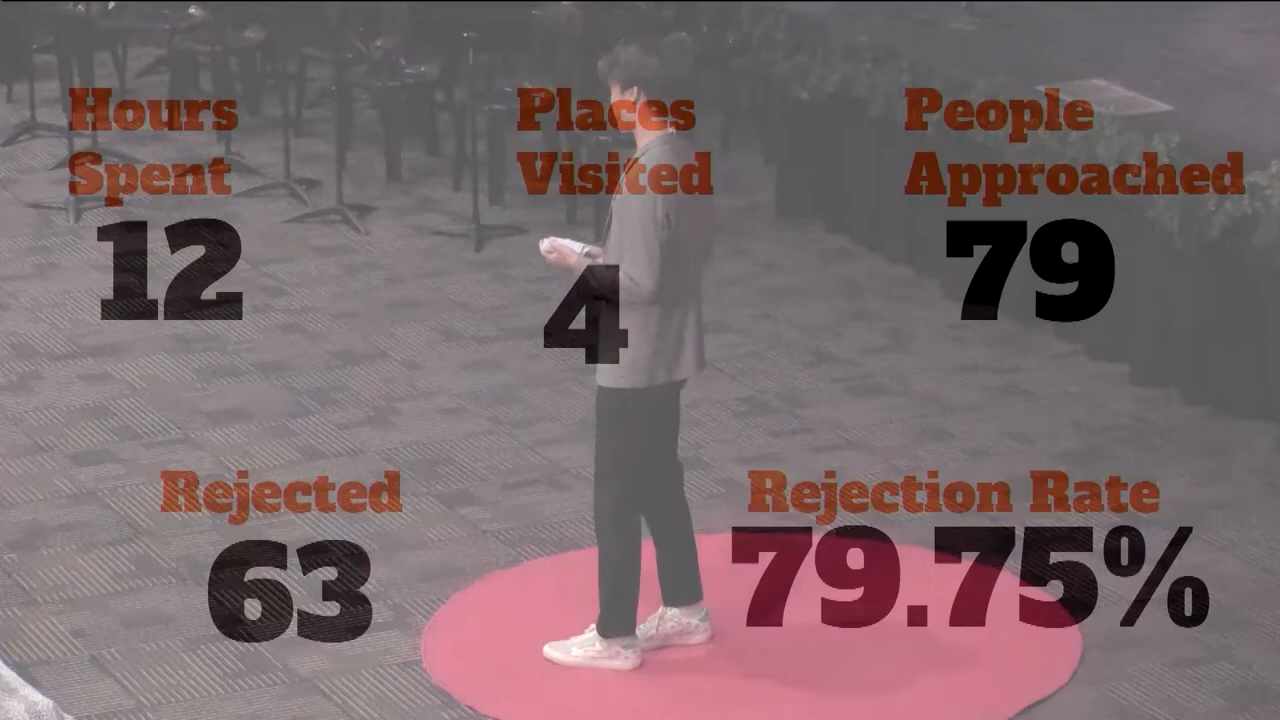 Hours
Spent
12
Places
Visited
4
People
Approached
79
Rejected
63
Rejection Rate
79.75%